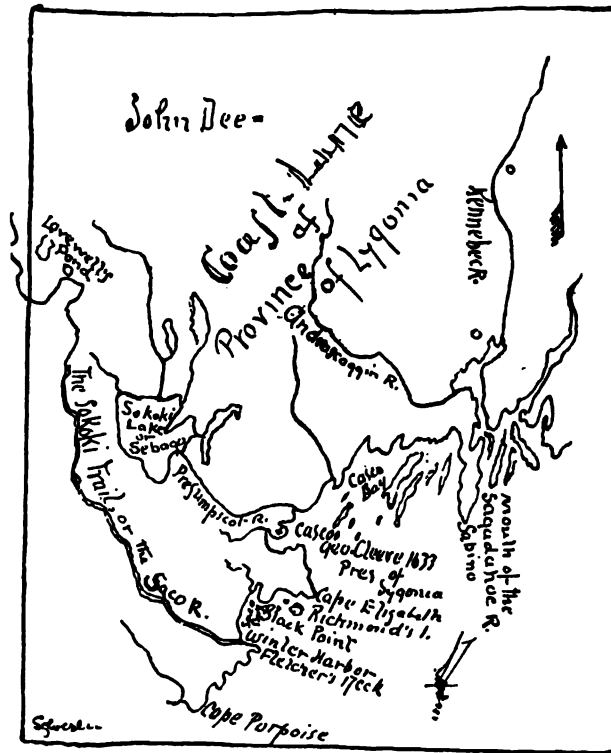 John Dee=
Coast-Line
of
Province of Lygonia
Kennebec R.
Lovewell's
Pond
Androskoggin R.
The Sokoki Trail, or the Saco R.
Sokoki
Lake
or
Sebago
Presumpscot-R.
Casco
Bay
Casco
Geo. Cleeve 1633
Pres of
Lygonia
Cape Elizabeth
Richmond's I.
Black Point
Winter Harbor
Fletcher's Neck
Cape Purpoise
Sabino
Mouth of the
Sagadahoc R.